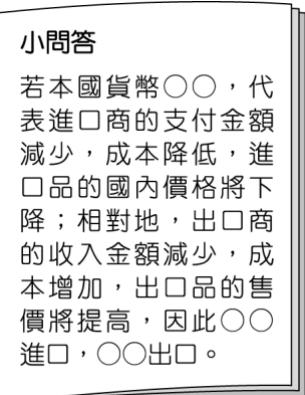 小問答
若本國貨幣○○，代
表進口商的支付金額
減少，成本降低，進
口品的國內價格將下
降；相對地，出口商
的收入金額減少，成
本增加，出口品的售
價將提高，因此○○
進口，○○出口。